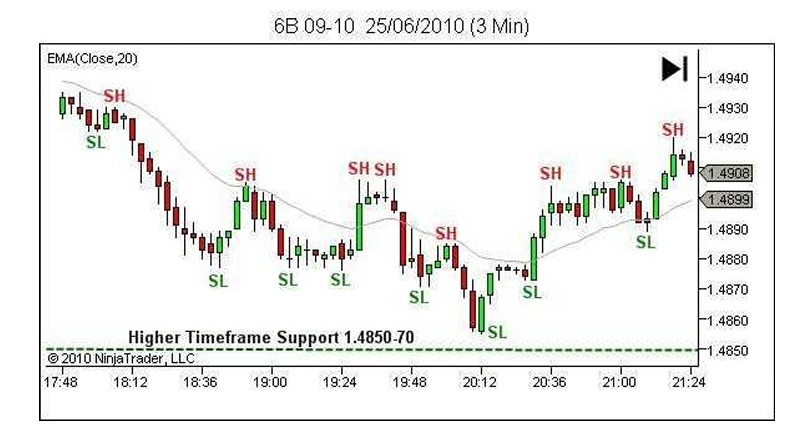 6B 09-10  25/06/2010 (3 Min)
EMA(Close,20)
1.4940
SH
1.4930
SH
1.4920
SL
SH SH
SH
SH
SH
1.4908
1.4899
SH
1.4890
SL
1.4880
SL
SL
SL
SL
SL
1.4870
SL
1.4860
Higher Timeframe Support 1.4850-70
1.4850
© 2010 NinjaTrader, LLC
17:48 18:12 18:36 19:00 19:24 19:48 20:12 20:36 21:00 21:24